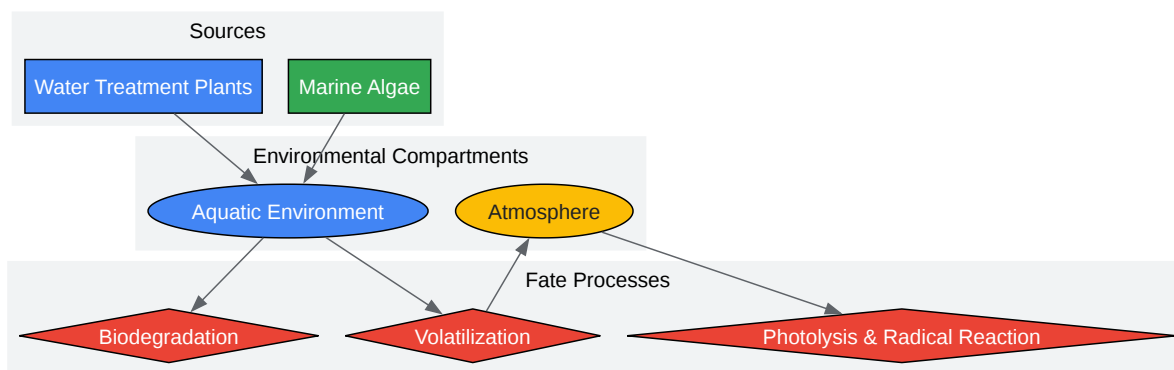 Sources
Water Treatment Plants
Marine Algae
Environmental Compartments
Aquatic Environment
Atmosphere
Fate Processes
Biodegradation
Volatilization
Photolysis & Radical Reaction